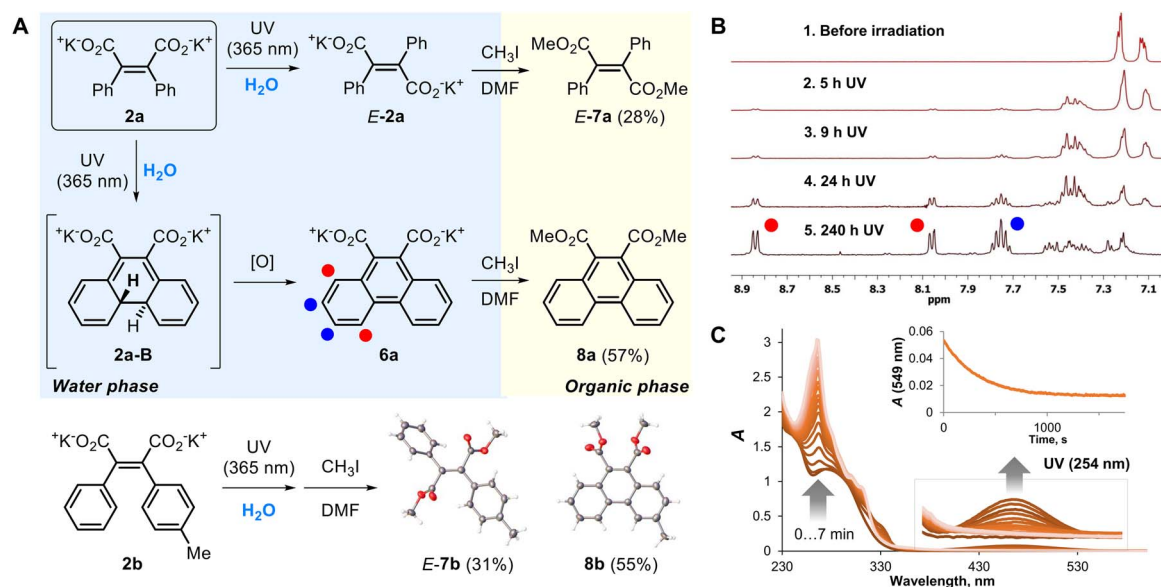 A
⁺K⁻O₂C
CO₂⁻K⁺
Ph
Ph
2a
UV
(365 nm)
H₂O
⁺K⁻O₂C
Ph
Ph
CO₂⁻K⁺
E-2a
CH₃I
DMF
MeO₂C
Ph
Ph
CO₂Me
E-7a (28%)
UV
(365 nm)
H₂O
⁺K⁻O₂C
CO₂⁻K⁺
H
H
2a-B
[O]
⁺K⁻O₂C
CO₂⁻K⁺
6a
CH₃I
DMF
MeO₂C
CO₂Me
8a (57%)
Water phase
Organic phase
⁺K⁻O₂C
CO₂⁻K⁺
Me
2b
UV
(365 nm)
H₂O
CH₃I
DMF
E-7b (31%)
8b (55%)
B
1. Before irradiation
2. 5 h UV
3. 9 h UV
4. 24 h UV
5. 240 h UV
8.9 8.7 8.5 8.3 8.1 7.9 7.7 7.5 7.3 7.1
ppm
C
A
3
2.5
2
1.5
1
0.5
0
230 330 430 530
Wavelength, nm
0...7 min
A (549 nm)
0.06
0.04
0.02
0
0 1000
Time, s
UV (254 nm)